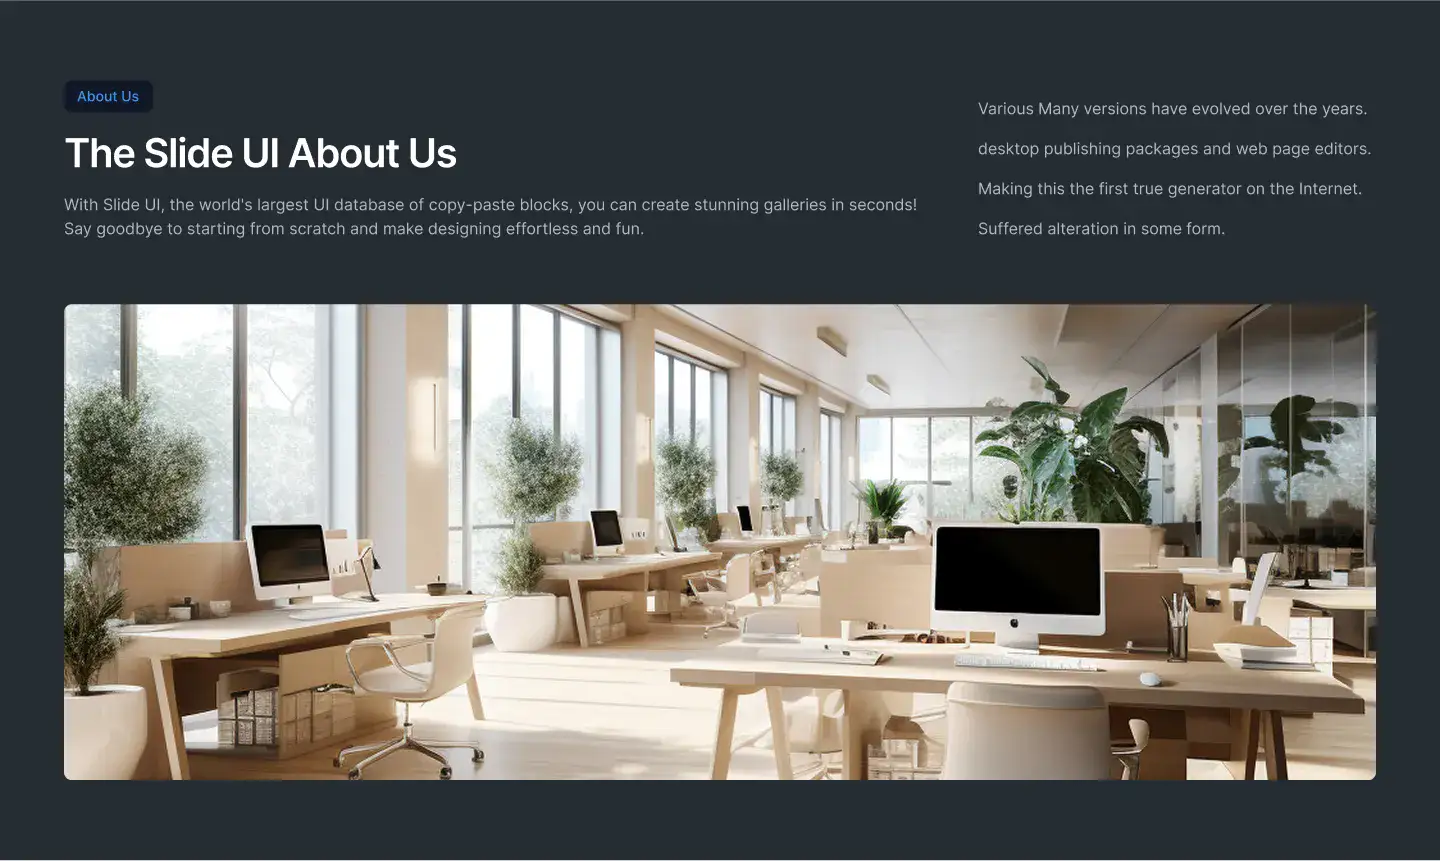 About Us
The Slide UI About Us
With Slide UI, the world's largest UI database of copy-paste blocks, you can create stunning galleries in seconds!
Say goodbye to starting from scratch and make designing effortless and fun.
Various Many versions have evolved over the years.
desktop publishing packages and web page editors.
Making this the first true generator on the Internet.
Suffered alteration in some form.